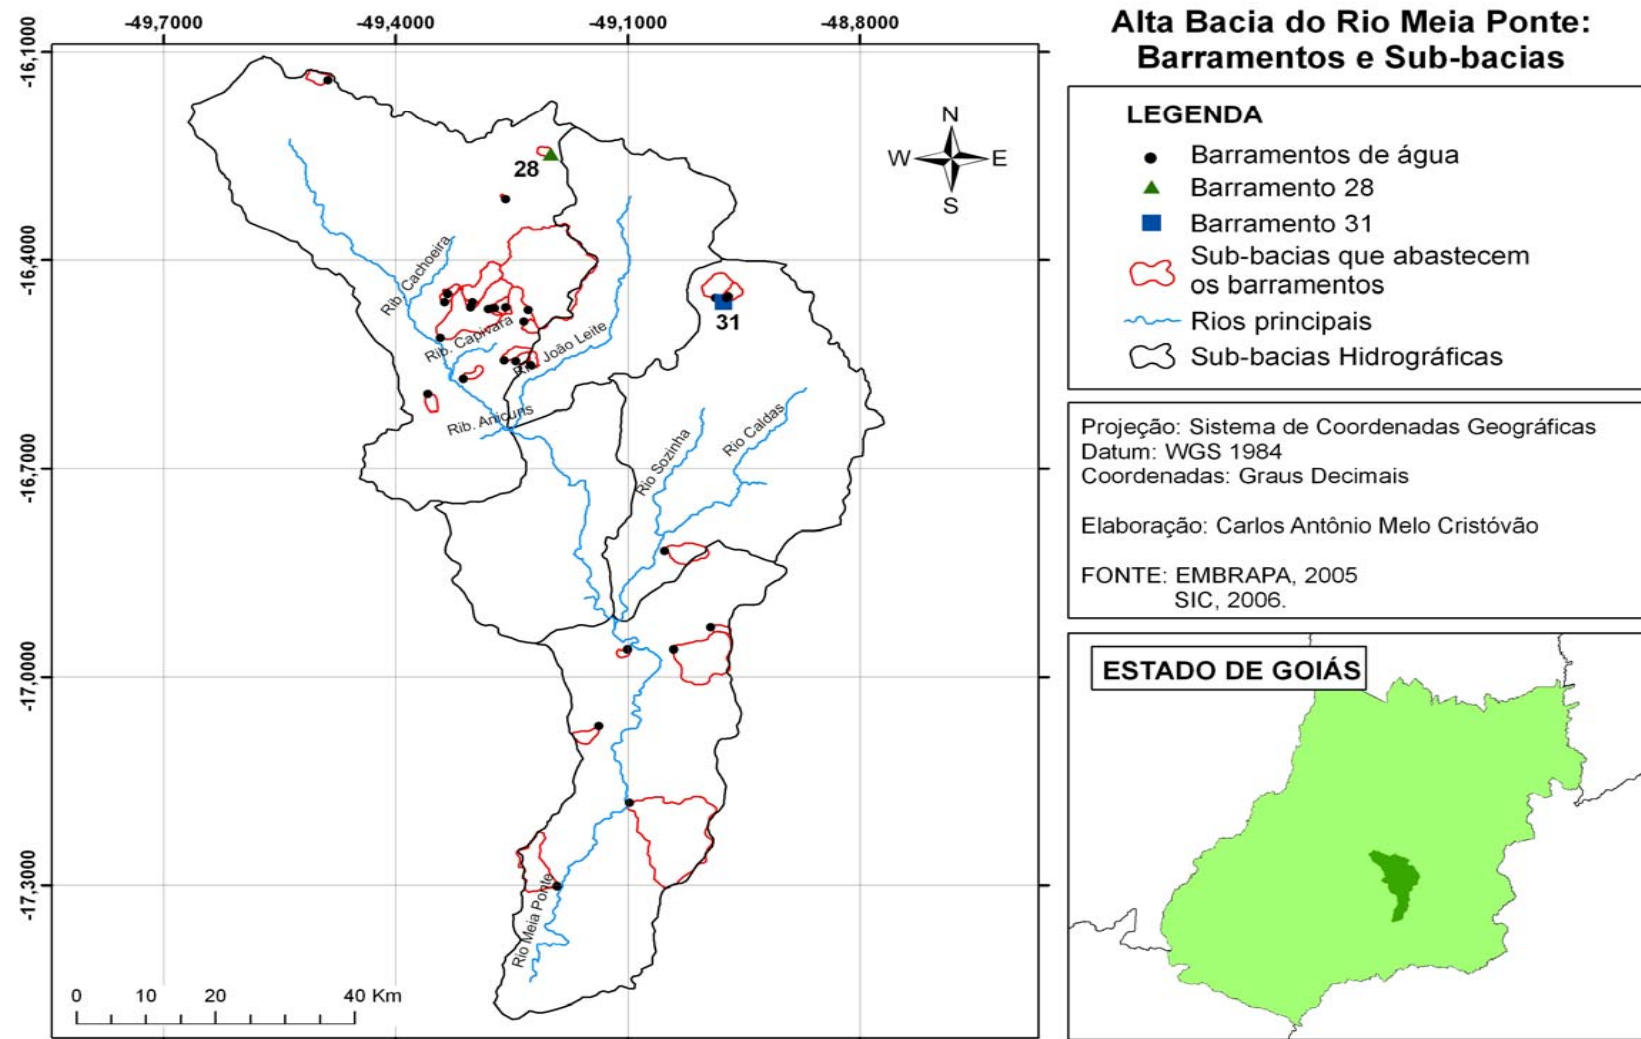 -49,7000
-49,4000
-49,1000
-48,8000
-16,1000
-16,4000
-16,7000
-17,0000
-17,3000
N
W
E
S
28
Rib. Cachoeira
Rib. Capivara
João Leite
31
Rib. Anicuns
Rio Sozinha
Rio Caldas
Rio Meia Ponte
0 10 20 40 Km
Alta Bacia do Rio Meia Ponte:
Barramentos e Sub-bacias
LEGENDA
Barramentos de água
Barramento 28
Barramento 31
Sub-bacias que abastecem
os barramentos
Rios principais
Sub-bacias Hidrográficas
Projeção: Sistema de Coordenadas Geográficas
Datum: WGS 1984
Coordenadas: Graus Decimais
Elaboração: Carlos Antônio Melo Cristóvão
FONTE: EMBRAPA, 2005
SIC, 2006.
ESTADO DE GOIÁS